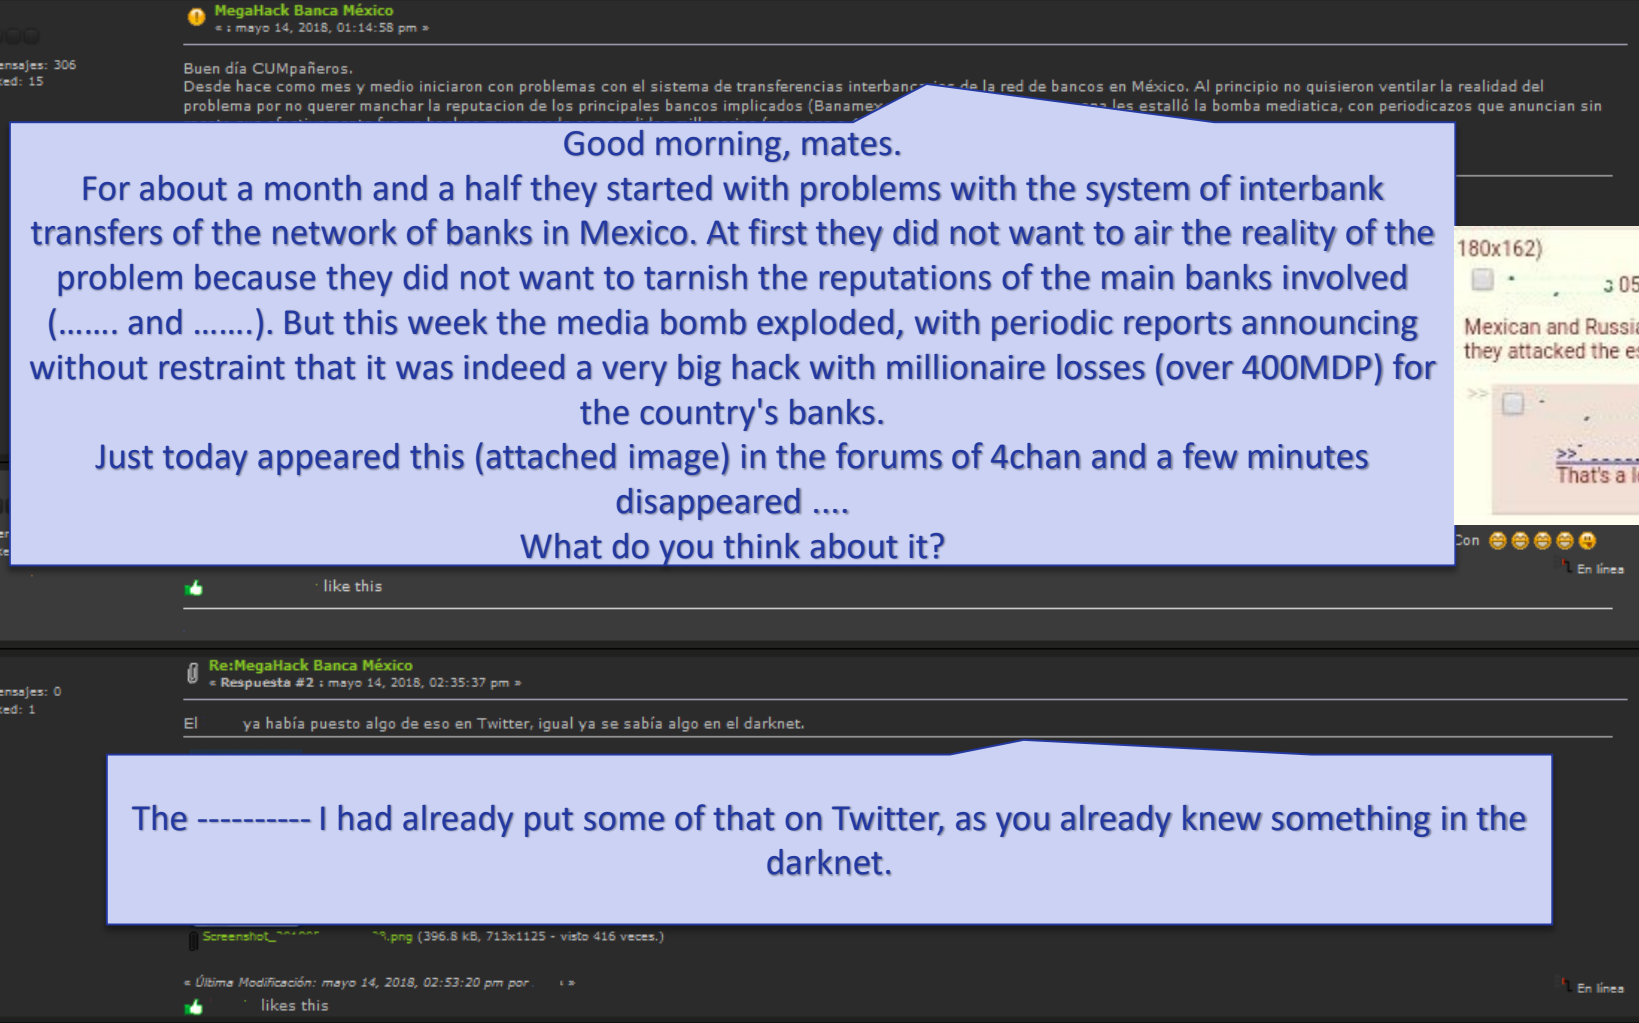 MegaHack Banca México
« : mayo 14, 2018, 01:14:58 pm »
ensajes: 306
ked: 15
Buen día CUMpañeros.
Desde hace como mes y medio iniciaron con problemas con el sistema de transferencias de la red de bancos en México. Al principio no quisieron ventilar la realidad del
problema por no querer manchar la reputacion de los principales bancos implicados (Banamex les estalló la bomba mediatica, con periodicazos que anuncian sin
Good morning, mates.
For about a month and a half they started with problems with the system of interbank
transfers of the network of banks in Mexico. At first they did not want to air the reality of the
problem because they did not want to tarnish the reputations of the main banks involved
(....... and .......). But this week the media bomb exploded, with periodic reports announcing
without restraint that it was indeed a very big hack with millionaire losses (over 400MDP) for
the country's banks.
Just today appeared this (attached image) in the forums of 4chan and a few minutes
disappeared ....
What do you think about it?
180x162)
05
Mexican and Russia
they attacked the es
>>
>>
That's a l
Con
En línea
like this
Re:MegaHack Banca México
« Respuesta #2 : mayo 14, 2018, 02:35:37 pm »
ensajes: 0
ked: 1
El ya había puesto algo de eso en Twitter, igual ya se sabía algo en el darknet.
The ---------- I had already put some of that on Twitter, as you already knew something in the
darknet.
Screenshot_ .png (396.8 kB, 713x1125 - visto 416 veces.)
« Última Modificación: mayo 14, 2018, 02:53:20 pm por »
En línea
likes this